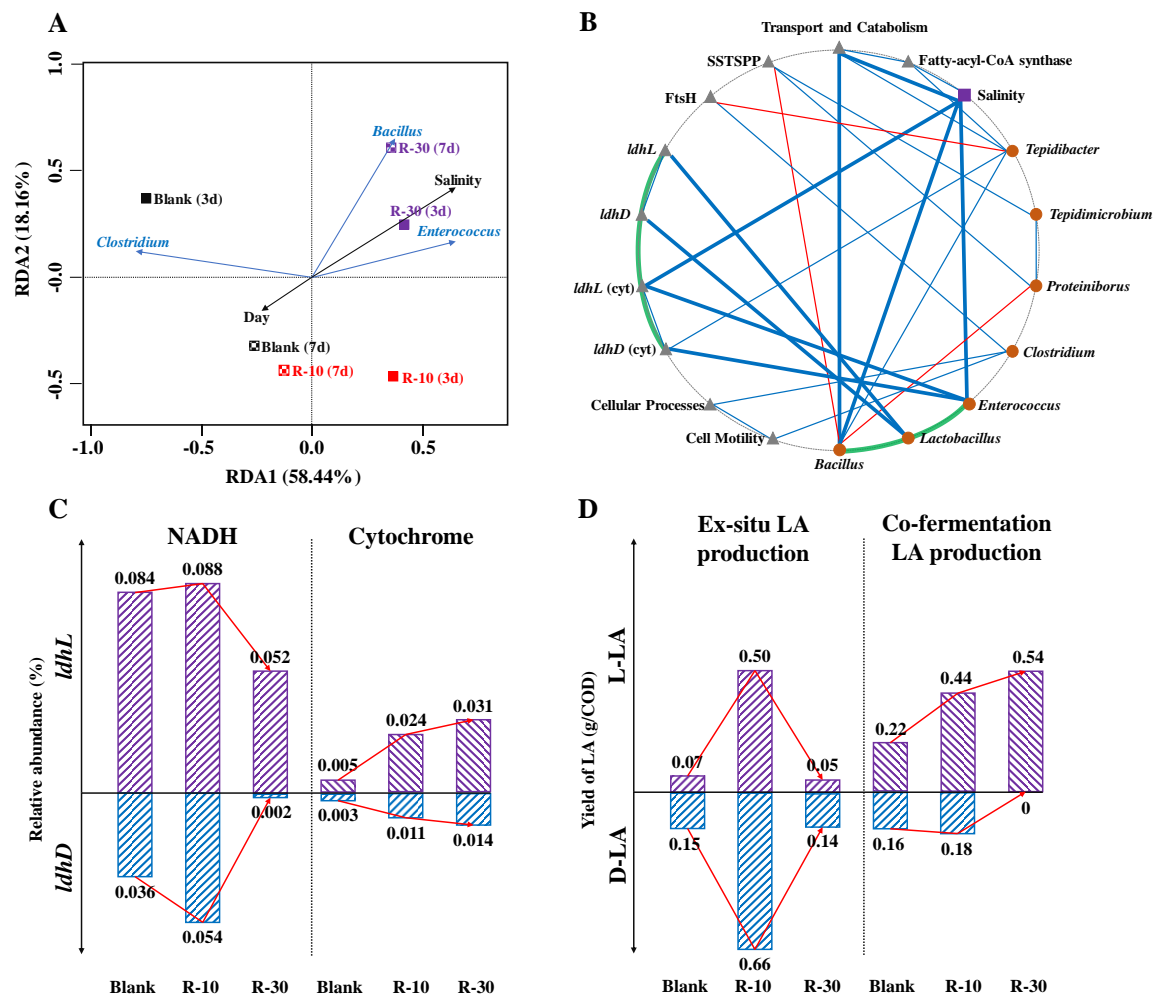 A
1.0
0.5
-0.0
-0.5
RDA2 (18.16%)
Bacillus
R-30 (7d)
Salinity
Blank (3d)
R-30 (3d)
Enterococcus
Clostridium
Day
Blank (7d)
R-10 (7d)
R-10 (3d)
-1.0
-0.5
0.0
0.5
RDA1 (58.44%)
B
Transport and Catabolism
SSTSPP
Fatty-acyl-CoA synthase
FtsH
Salinity
ldhL
Tepidibacter
ldhD
Tepidimicrobium
ldhL (cyt)
Proteiniborus
ldhD (cyt)
Clostridium
Cellular Processes
Enterococcus
Cell Motility
Lactobacillus
Bacillus
C
NADH
Cytochrome
Relative abundance (%)
ldhL
ldhD
0.084
0.088
0.052
0.005
0.024
0.031
0.036
0.054
0.002
0.003
0.011
0.014
Blank
R-10
R-30
Blank
R-10
R-30
D
Ex-situ LA
production
Co-fermentation
LA production
Yield of LA (g/COD)
L-LA
D-LA
0.07
0.50
0.05
0.22
0.44
0.54
0.15
0.66
0.14
0.16
0.18
0
Blank
R-10
R-30
Blank
R-10
R-30